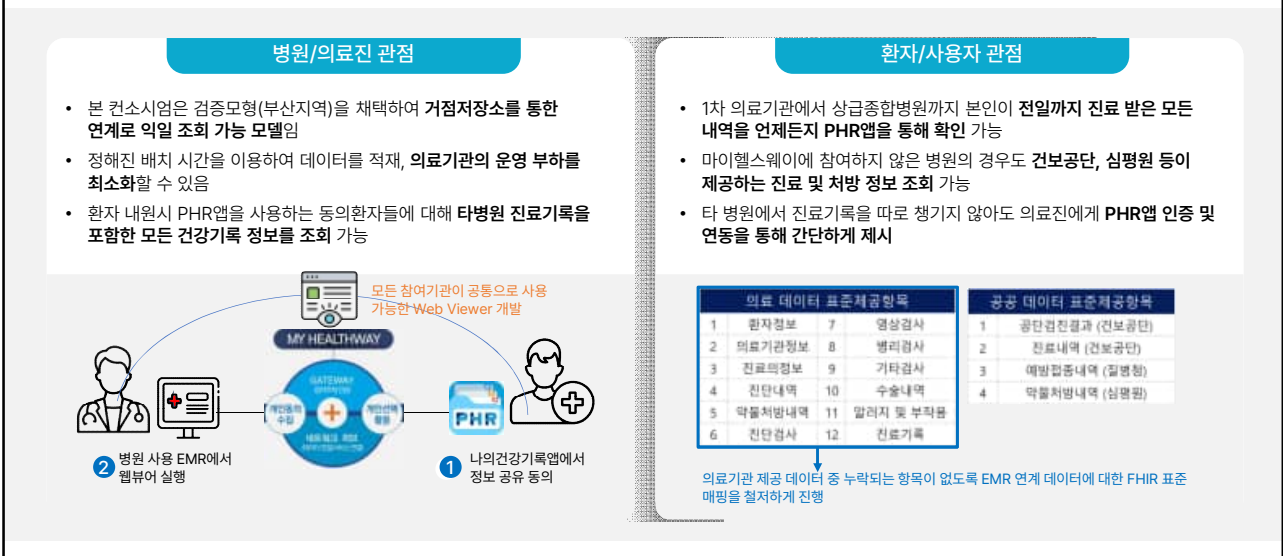 병원/의료진 관점
• 본 컨소시엄은 검증모형(부산지역)을 채택하여 거점저장소를 통한
연계로 익일 조회 가능 모델임
• 정해진 배치 시간을 이용하여 데이터를 적재, 의료기관의 운영 부하를
최소화할 수 있음
• 환자 내원시 PHR앱을 사용하는 동의환자들에 대해 타병원 진료기록을
포함한 모든 건강기록 정보를 조회 가능
모든 참여기관이 공통으로 사용
가능한 Web Viewer 개발
MY HEALTHWAY
GATEWAY
개인동의
수집
개인선택
활용
PHR
2 병원 사용 EMR에서
웹뷰어 실행
1 나의건강기록앱에서
정보 공유 동의
환자/사용자 관점
• 1차 의료기관에서 상급종합병원까지 본인이 전일까지 진료 받은 모든
내역을 언제든지 PHR앱을 통해 확인 가능
• 마이헬스웨이에 참여하지 않은 병원의 경우도 건보공단, 심평원 등이
제공하는 진료 및 처방 정보 조회 가능
• 타 병원에서 진료기록을 따로 챙기지 않아도 의료진에게 PHR앱 인증 및
연동을 통해 간단하게 제시
의료 데이터 표준제공항목
1 환자정보 7 영상검사
2 의료기관정보 8 병리검사
3 진료의정보 9 기타검사
4 진단내역 10 수술내역
5 약물처방내역 11 알러지 및 부작용
6 진단검사 12 진료기록
공공 데이터 표준제공항목
1 공단검진결과 (건보공단)
2 진료내역 (건보공단)
3 예방접종내역 (질병청)
4 약물처방내역 (심평원)
의료기관 제공 데이터 중 누락되는 항목이 없도록 EMR 연계 데이터에 대한 FHIR 표준
매핑을 철저하게 진행